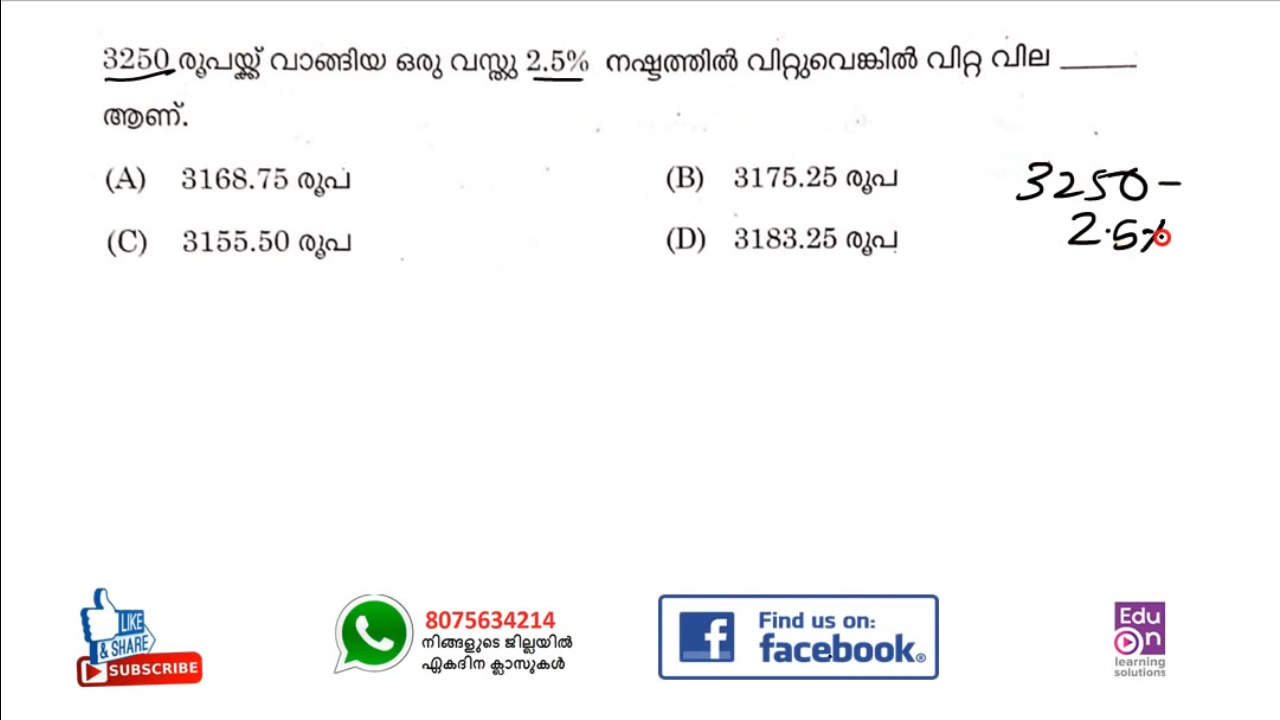 3250 രൂപയ്ക്ക് വാങ്ങിയ ഒരു വസ്തു 2.5% നഷ്ടത്തിൽ വിറ്റുവെങ്കിൽ വിറ്റ വില _____
ആണ്.
(A) 3168.75 രൂപ (B) 3175.25 രൂപ
(C) 3155.50 രൂപ (D) 3183.25 രൂപ
3250 -
2.5%
LIKE
& SHARE
SUBSCRIBE
8075634214
നിങ്ങളുടെ ജില്ലയിൽ
ഏകദിന ക്ലാസുകൾ
f
Find us on:
facebook®
Edu
On
learning
solutions